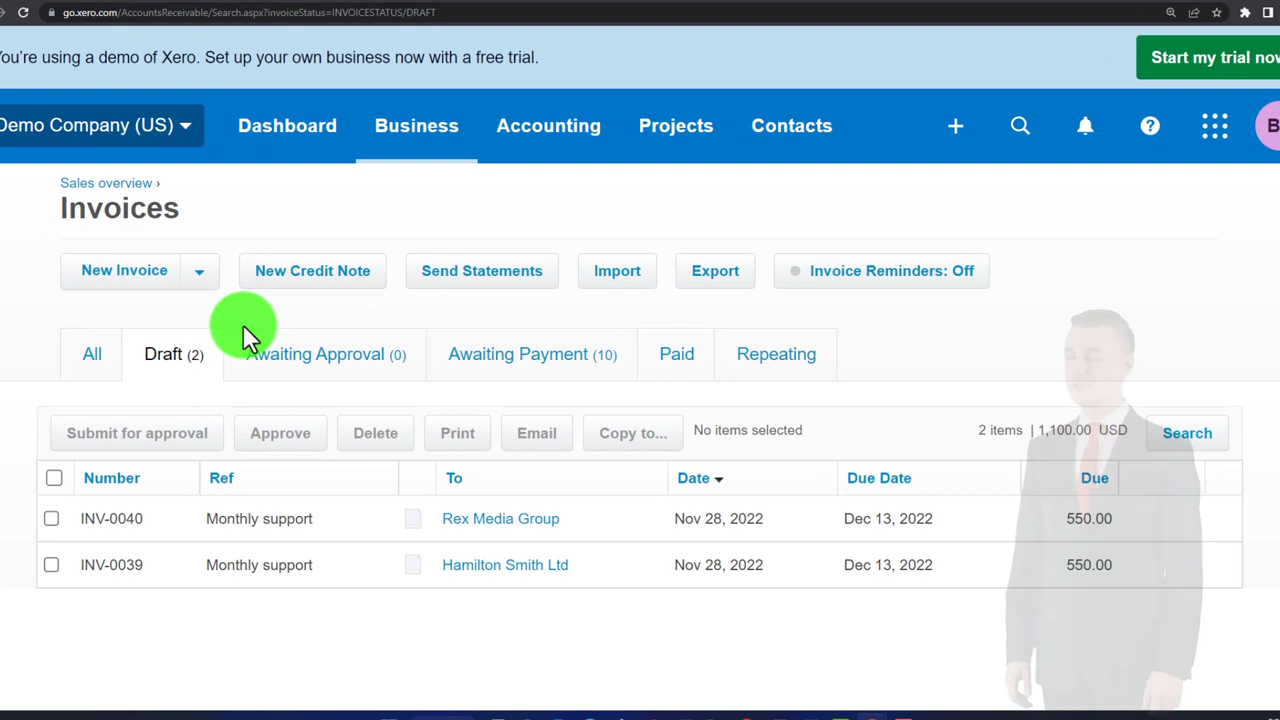 go.xero.com/AccountsReceivable/Search.aspx?invoiceStatus=INVOICESTATUS/DRAFT
You're using a demo of Xero. Set up your own business now with a free trial.
Start my trial now
Demo Company (US) Dashboard Business Accounting Projects Contacts B
Sales overview ›
Invoices
New Invoice New Credit Note Send Statements Import Export Invoice Reminders: Off
All Draft (2) Awaiting Approval (0) Awaiting Payment (10) Paid Repeating
Submit for approval Approve Delete Print Email Copy to... No items selected 2 items | 1,100.00 USD Search
Number Ref To Date Due Date Due
INV-0040 Monthly support Rex Media Group Nov 28, 2022 Dec 13, 2022 550.00
INV-0039 Monthly support Hamilton Smith Ltd Nov 28, 2022 Dec 13, 2022 550.00